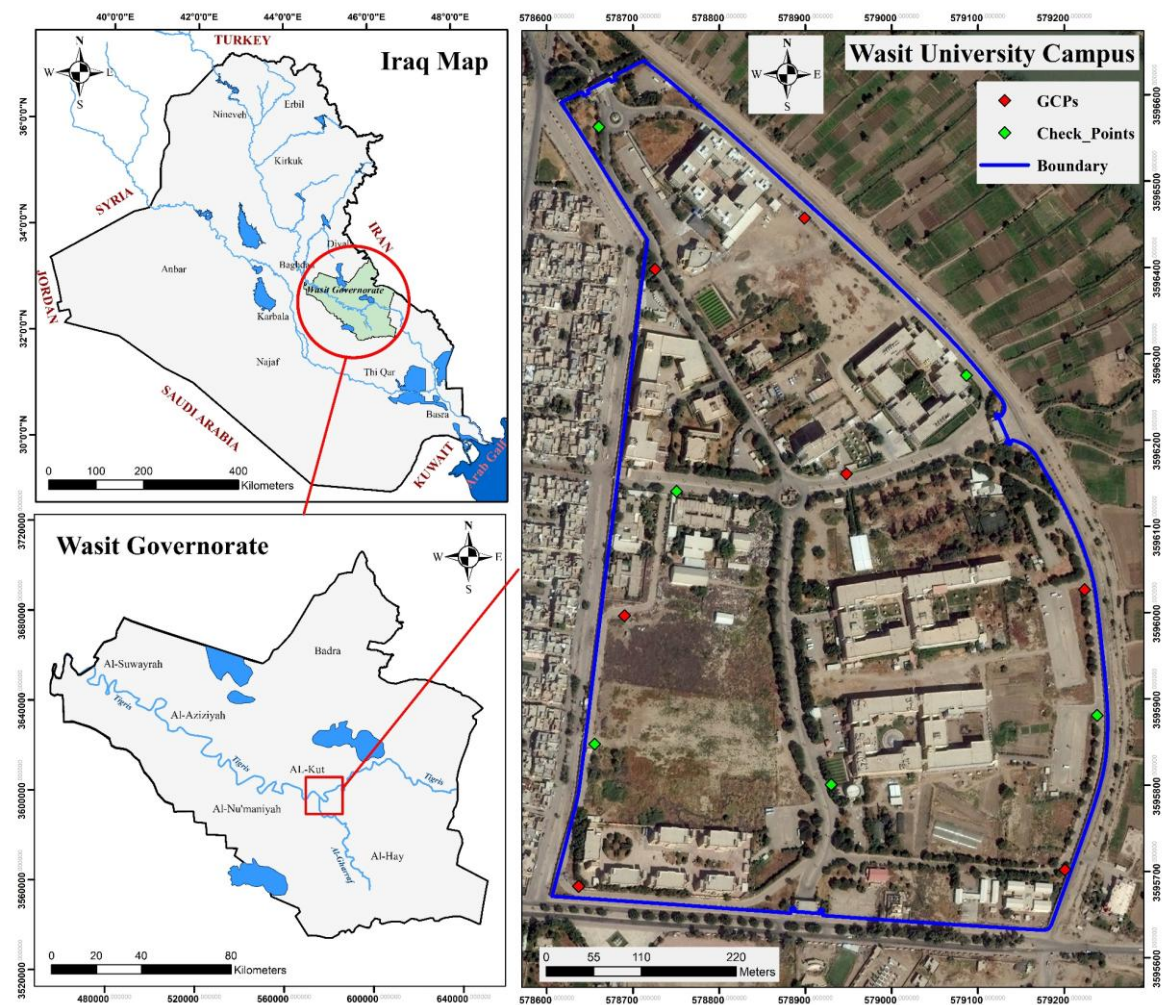 40°0'0"E
42°0'0"E
44°0'0"E
46°0'0"E
48°0'0"E
Iraq Map
N
W
E
S
TURKEY
SYRIA
IRAN
JORDAN
SAUDI ARABIA
KUWAIT
Arab Gulf
Nineveh
Erbil
Kirkuk
Diyala
Anbar
Baghdad
Wasit Governorate
Karbala
Najaf
Thi Qar
Basra
36°0'0"N
34°0'0"N
32°0'0"N
30°0'0"N
0 100 200 400
Kilometers
Wasit Governorate
N
W
E
S
Badra
Al-Suwayrah
Tigris
Al-Aziziyah
Tigris
AL-Kut
Tigris
Al-Nu'maniyah
Al-Hay
Al-Gharraf
3720000
3680000
3640000
3600000
3560000
3520000
0 20 40 80
Kilometers
480000
520000
560000
600000
640000
578600
578700
578800
578900
579000
579100
579200
Wasit University Campus
N
W
E
S
GCPs
Check_Points
Boundary
3596600
3596500
3596400
3596300
3596200
3596100
3596000
3595900
3595800
3595700
3595600
0 55 110 220
Meters
578600
578700
578800
578900
579000
579100
579200